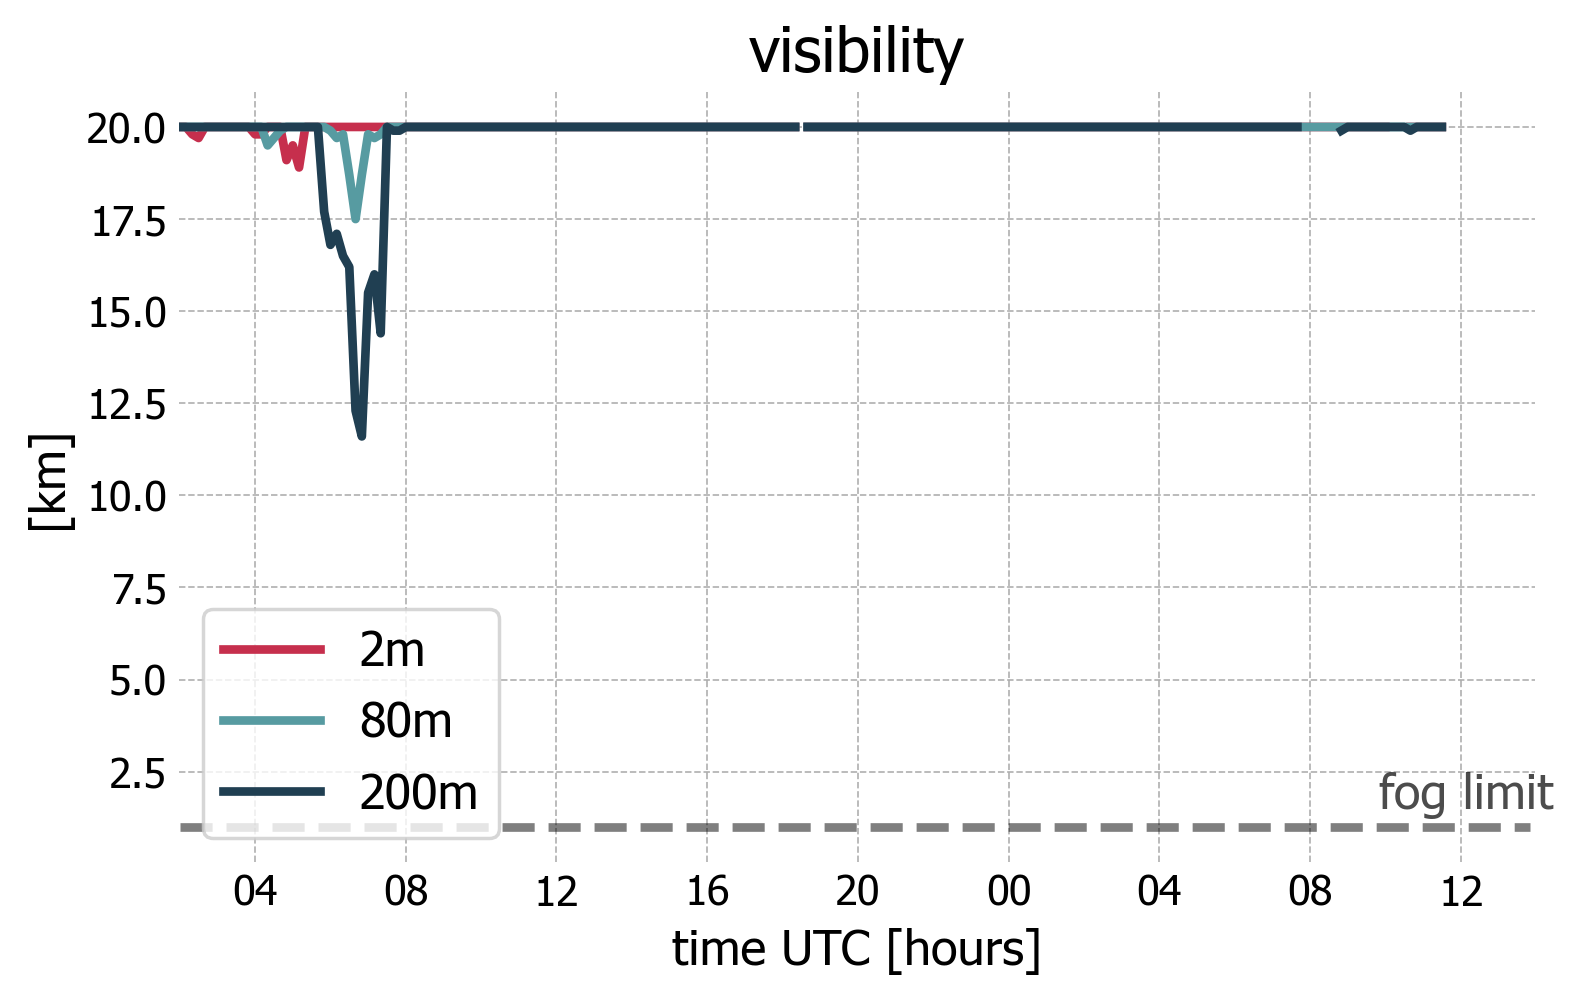 visibility
20.0
17.5
15.0
12.5
10.0
7.5
5.0
2.5
[km]
2m
80m
200m
fog limit
04 08 12 16 20 00 04 08 12
time UTC [hours]